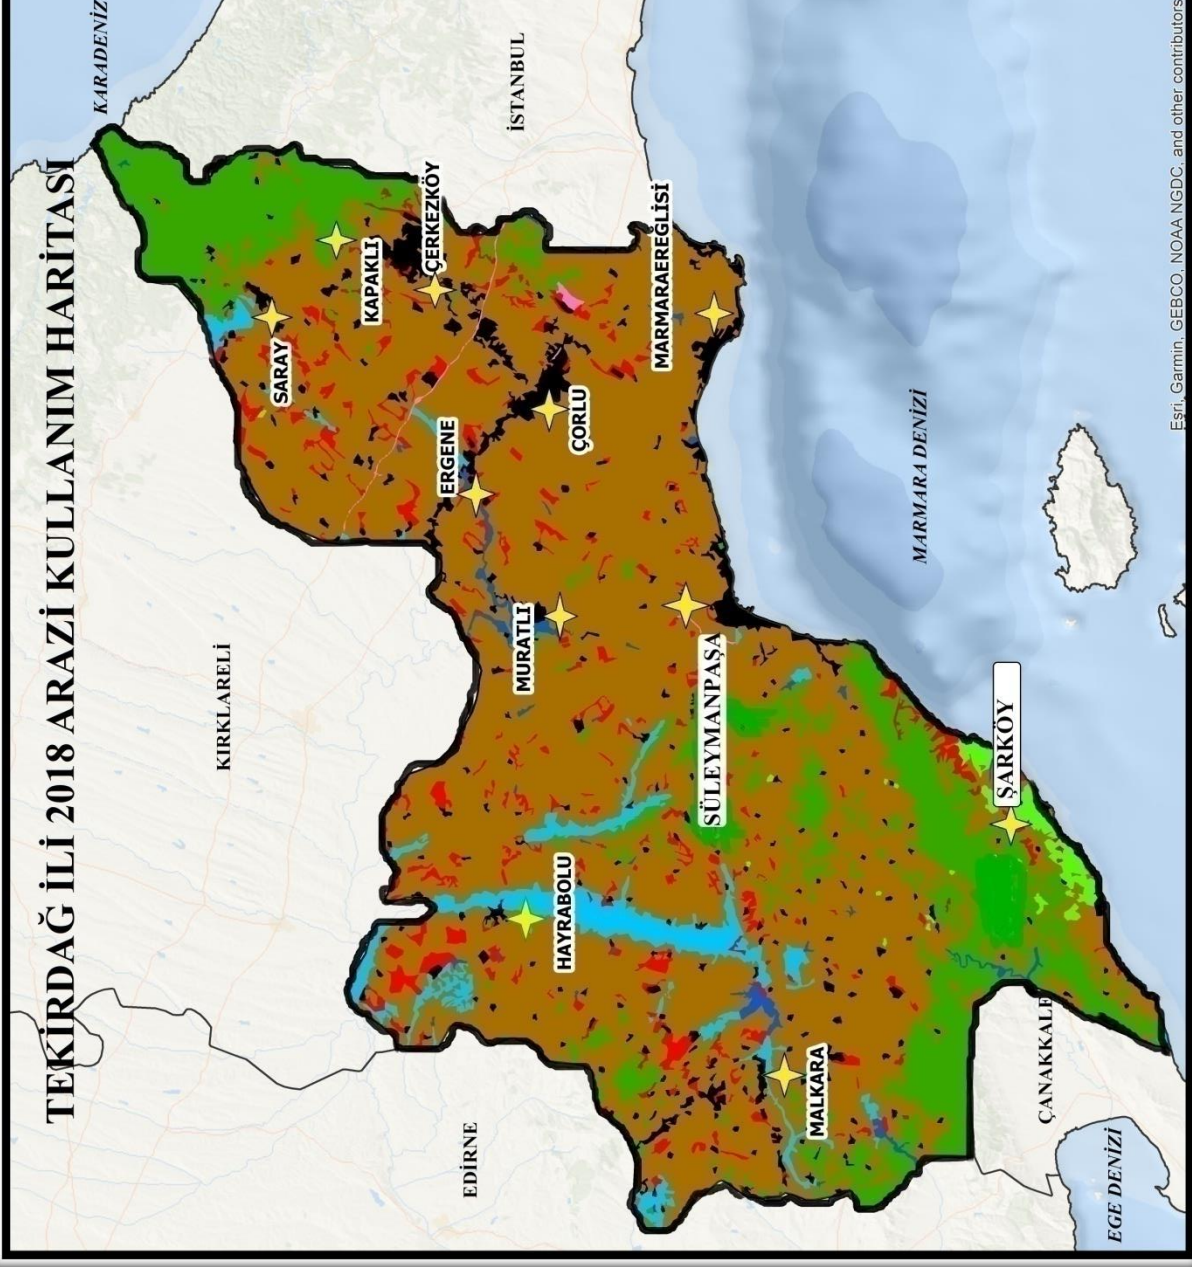 TEKİRDAĞ İLİ 2018 ARAZİ KULLANIM HARİTASI
KARADENİZ
İSTANBUL
KIRKLARELİ
EDİRNE
SARAY
KAPAKLI
ÇERKEZKÖY
ERGENE
ÇORLU
MARMARAEREĞLİSİ
MURATLI
SÜLEYMANPAŞA
HAYRABOLU
MALKARA
ŞARKÖY
MARMARA DENİZİ
ÇANAKKALE
EGE DENİZİ
Esri, Garmin, GEBCO, NOAA NGDC, and other contributors